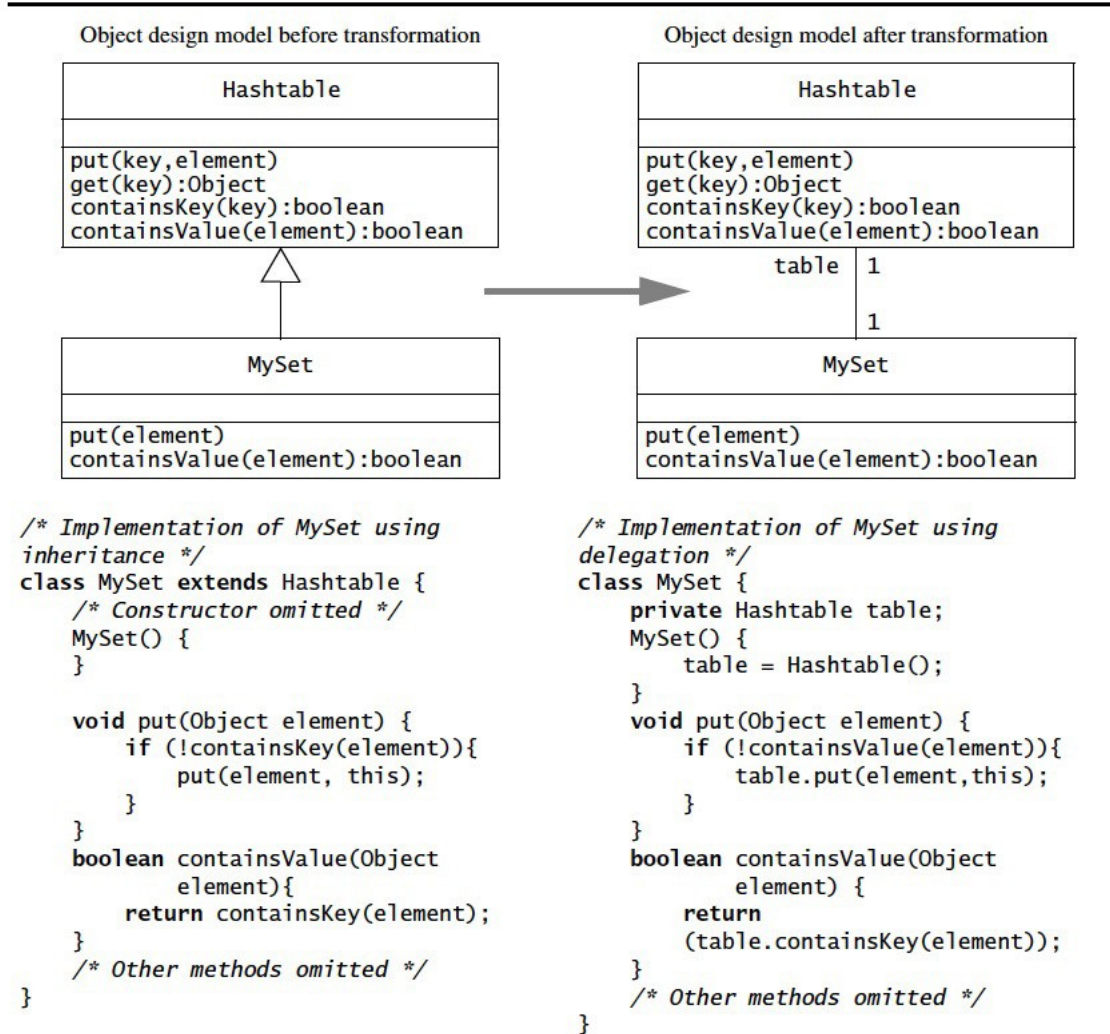 Object design model before transformation
Hashtable
put(key,element)
get(key):Object
containsKey(key):boolean
containsValue(element):boolean
MySet
put(element)
containsValue(element):boolean
/* Implementation of MySet using
inheritance */
class MySet extends Hashtable {
/* Constructor omitted */
MySet() {
}
void put(Object element) {
if (!containsKey(element)){
put(element, this);
}
}
boolean containsValue(Object
element){
return containsKey(element);
}
/* Other methods omitted */
}
Object design model after transformation
Hashtable
put(key,element)
get(key):Object
containsKey(key):boolean
containsValue(element):boolean
table 1
1
MySet
put(element)
containsValue(element):boolean
/* Implementation of MySet using
delegation */
class MySet {
private Hashtable table;
MySet() {
table = Hashtable();
}
void put(Object element) {
if (!containsValue(element)){
table.put(element,this);
}
}
boolean containsValue(Object
element) {
return
(table.containsKey(element));
}
/* Other methods omitted */
}